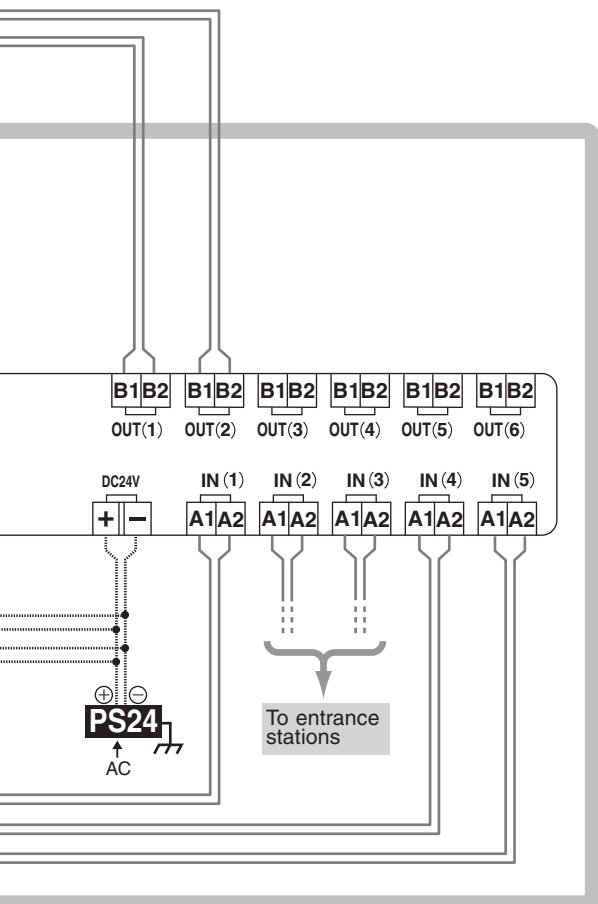 B1 B2 B1 B2 B1 B2 B1 B2 B1 B2 B1 B2
OUT(1) OUT(2) OUT(3) OUT(4) OUT(5) OUT(6)
DC24V IN(1) IN(2) IN(3) IN(4) IN(5)
+ − A1 A2 A1 A2 A1 A2 A1 A2 A1 A2
⊕ ⊖
PS24
AC
To entrance
stations